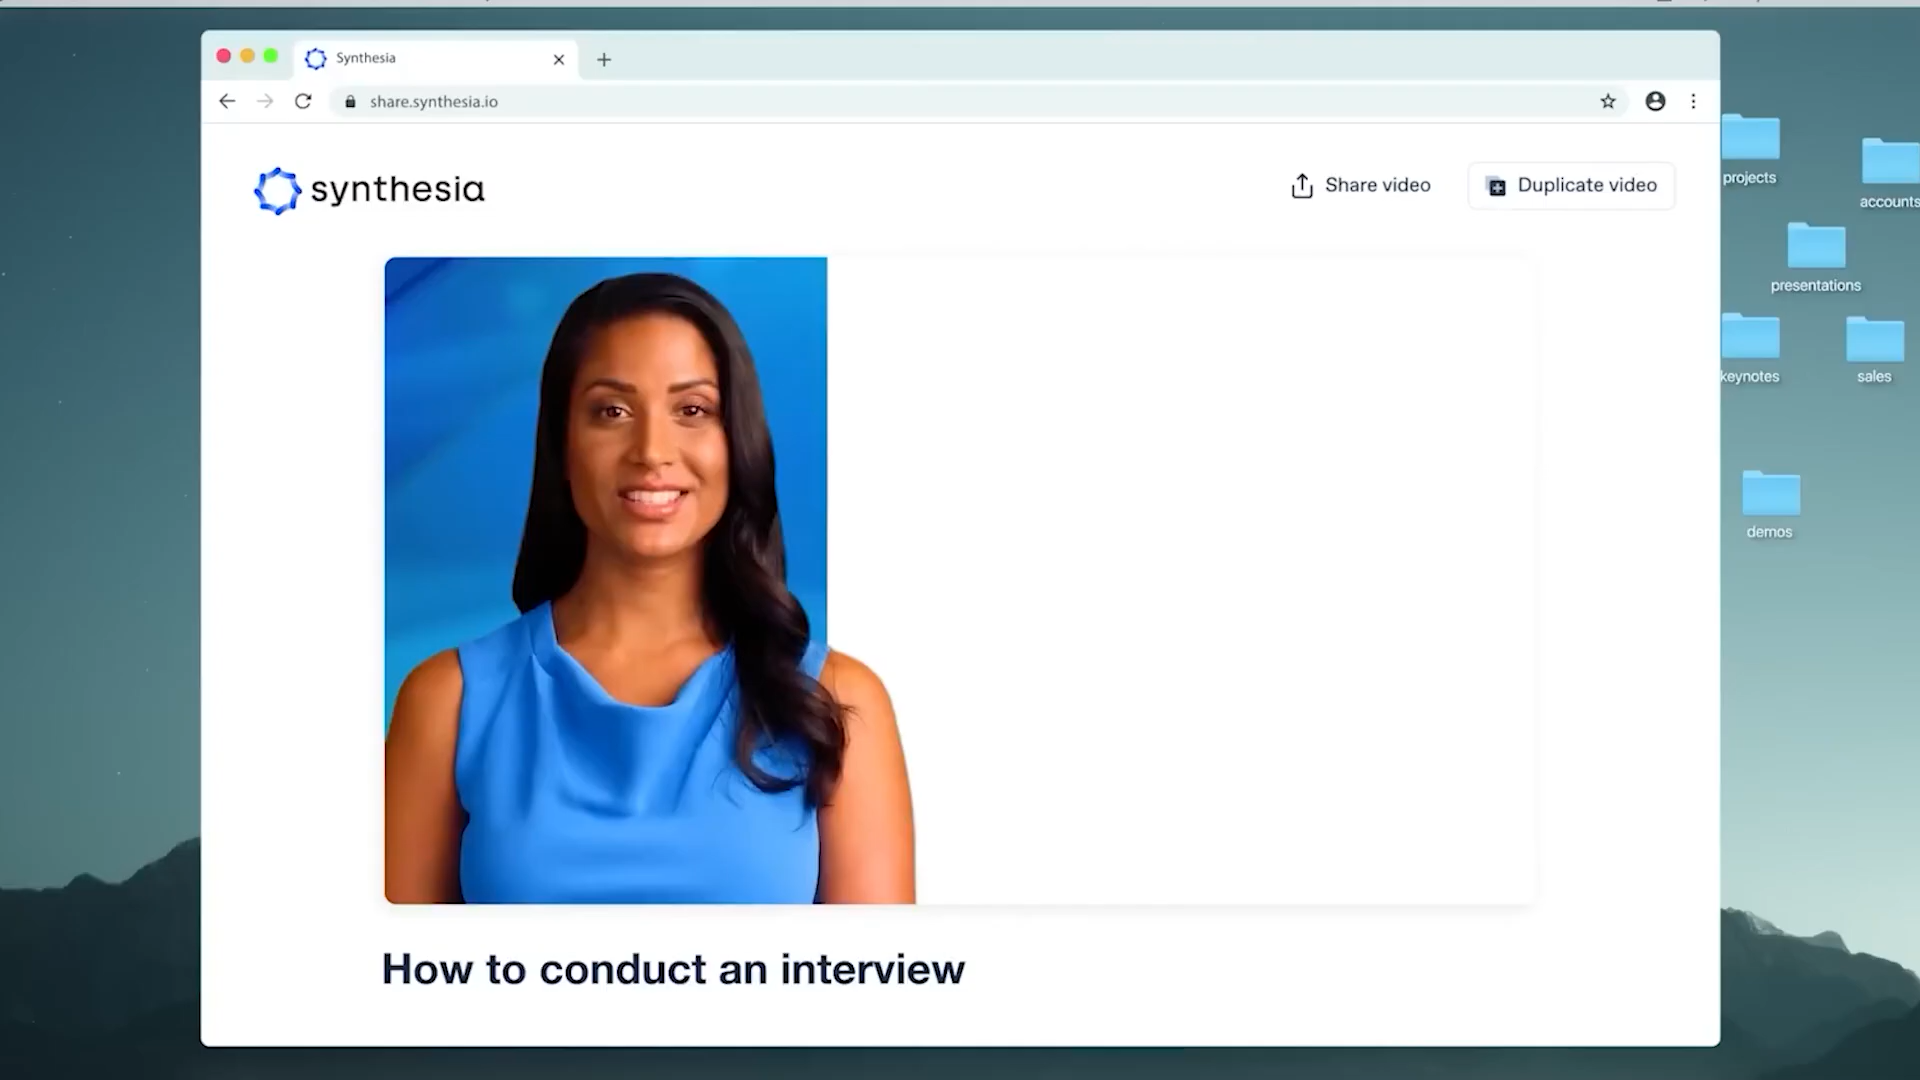 Synthesia
share.synthesia.io
synthesia
Share video
Duplicate video
projects
accounts
presentations
keynotes
sales
demos
How to conduct an interview